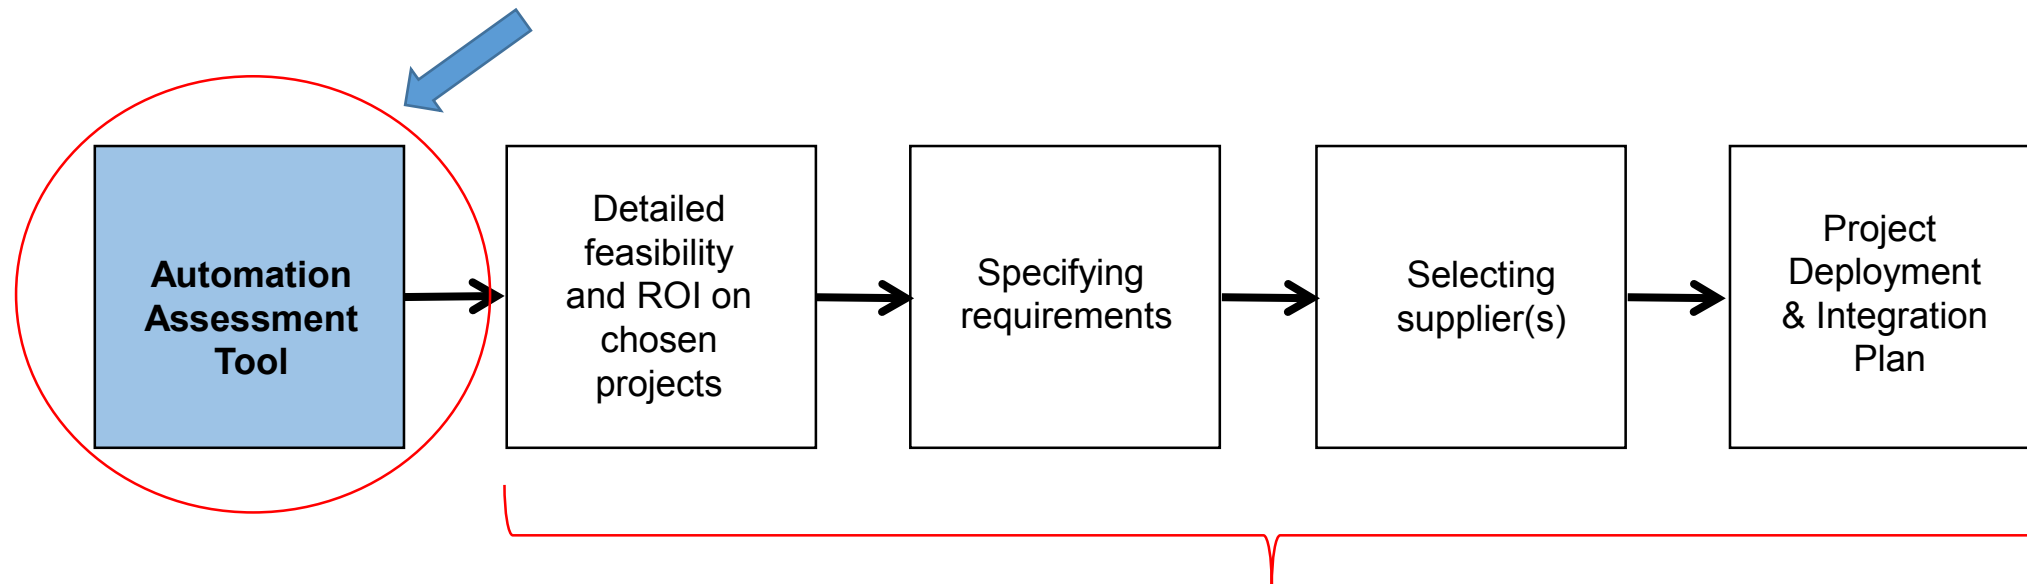 Automation
Assessment
Tool
Detailed
feasibility
and ROI on
chosen
projects
Specifying
requirements
Selecting
supplier(s)
Project
Deployment
& Integration
Plan